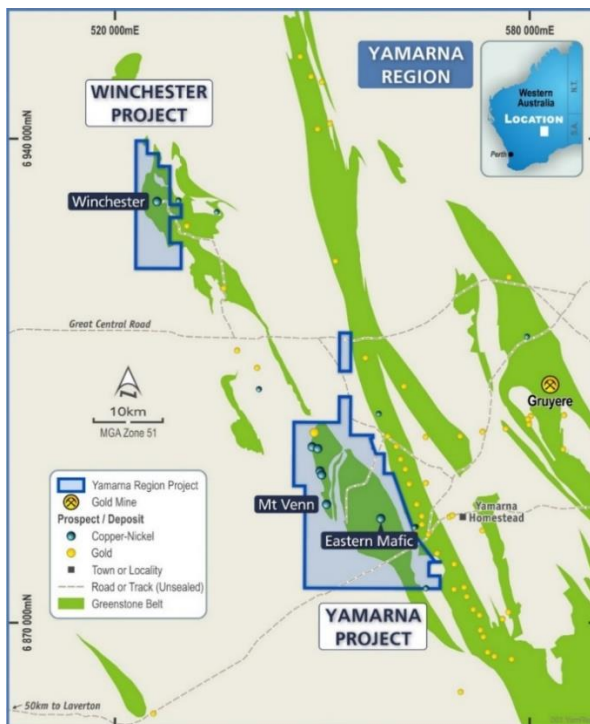 520 000mE
580 000mE
YAMARNA
REGION
WINCHESTER
PROJECT
Western
Australia
LOCATION
N.T.
S.A.
Perth
6 940 000mN
Winchester
Great Central Road
10km
MGA Zone 51
Gruyere
Yamarna Region Project
Gold Mine
Prospect / Deposit
Copper-Nickel
Gold
Town or Locality
Road or Track (Unsealed)
Greenstone Belt
Mt Venn
Eastern Mafic
Yamarna
Homestead
YAMARNA
PROJECT
6 870 000mN
50km to Laverton